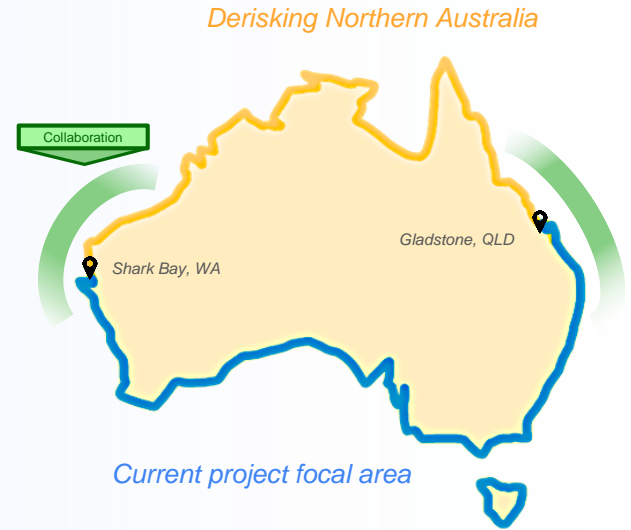 Derisking Northern Australia
Collaboration
Gladstone, QLD
Shark Bay, WA
Current project focal area